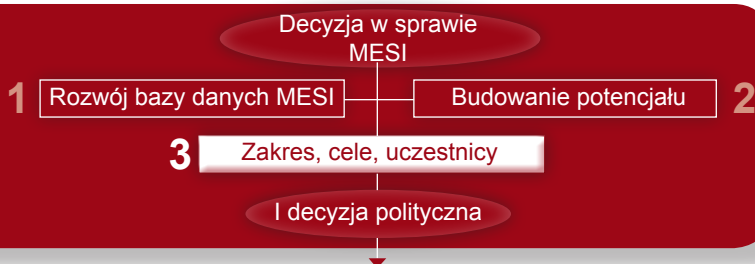 Decyzja w sprawie
MESI
1 Rozwój bazy danych MESI
Budowanie potencjału 2
3 Zakres, cele, uczestnicy
I decyzja polityczna